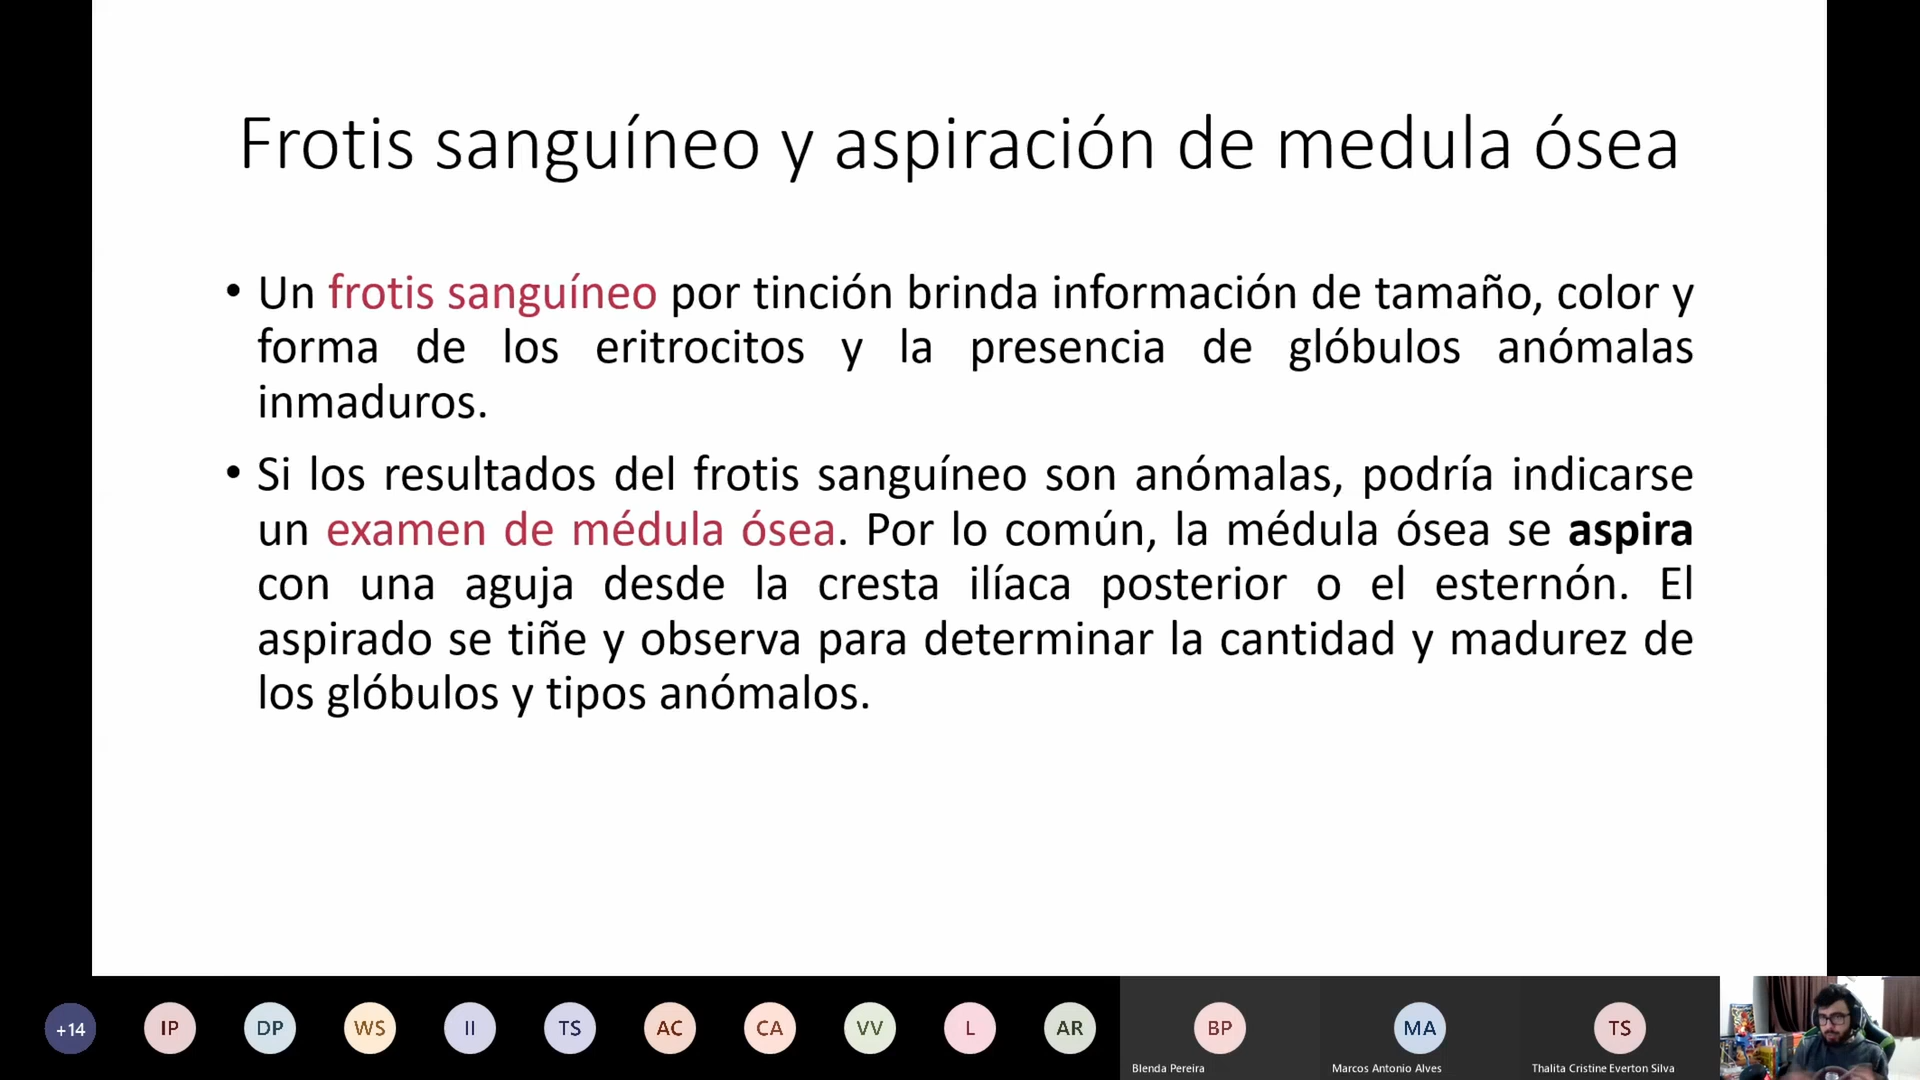 Frotis sanguíneo y aspiración de medula ósea
• Un frotis sanguíneo por tinción brinda información de tamaño, color y
forma de los eritrocitos y la presencia de glóbulos anómalas
inmaduros.
• Si los resultados del frotis sanguíneo son anómalas, podría indicarse
un examen de médula ósea. Por lo común, la médula ósea se aspira
con una aguja desde la cresta ilíaca posterior o el esternón. El
aspirado se tiñe y observa para determinar la cantidad y madurez de
los glóbulos y tipos anómalos.
+14 IP DP WS II TS AC CA VV L AR BP MA TS
Blenda Pereira Marcos Antonio Alves Thalita Cristine Everton Silva